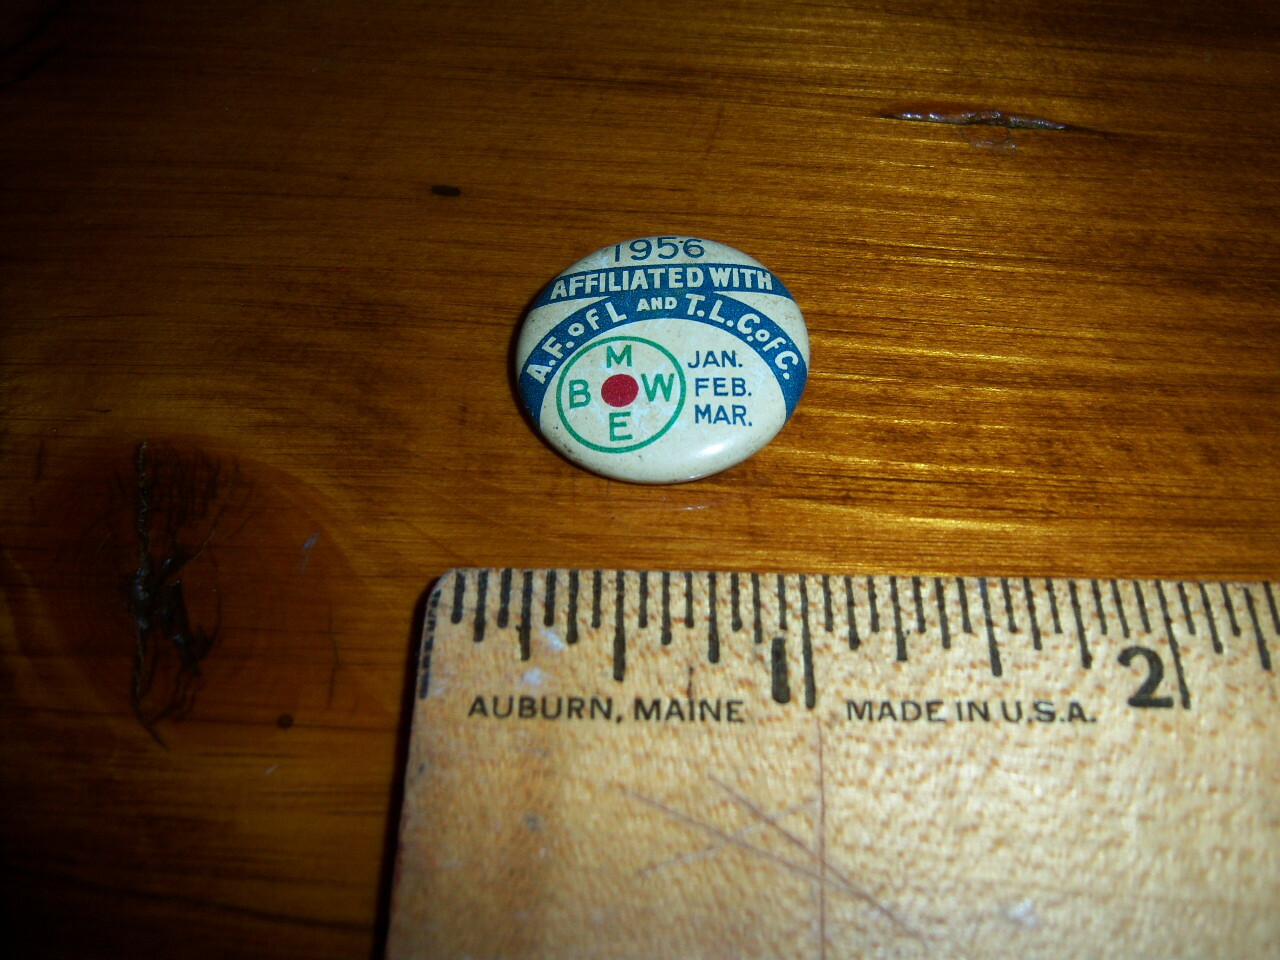 1956
AFFILIATED WITH
A.F. OF L AND T.L.C. OF C.
M
B W
E
JAN.
FEB.
MAR.
1 2
AUBURN, MAINE MADE IN U.S.A.